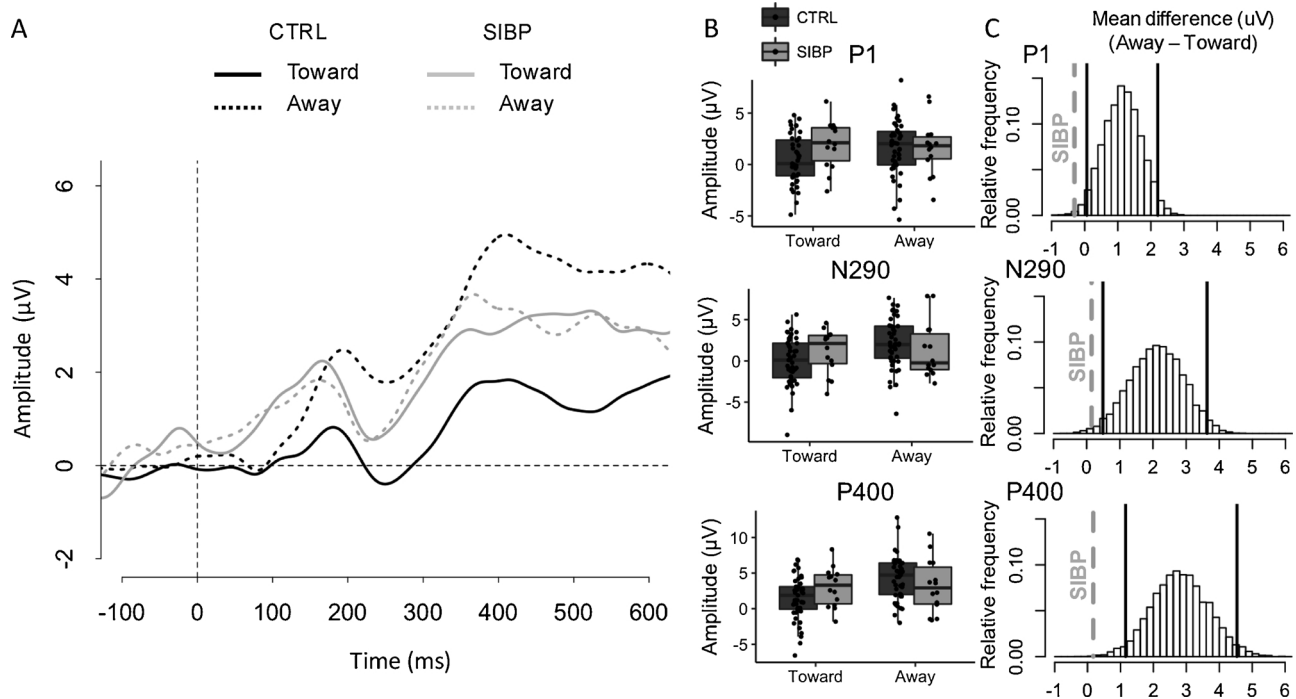 A
CTRL SIBP
Toward Toward
Away Away
6
4
2
0
-2
Amplitude (µV)
-100 0 100 200 300 400 500 600
Time (ms)
B
CTRL
SIBP
P1
Amplitude (µV)
5
0
-5
Toward Away
N290
Amplitude (µV)
5
0
-5
Toward Away
P400
Amplitude (µV)
10
5
0
-5
Toward Away
C
Mean difference (uV)
(Away – Toward)
P1
Relative frequency
0.10
0.00
SIBP
-1 0 1 2 3 4 5 6
N290
Relative frequency
0.10
0.00
SIBP
-1 0 1 2 3 4 5 6
P400
Relative frequency
0.10
0.00
SIBP
-1 0 1 2 3 4 5 6